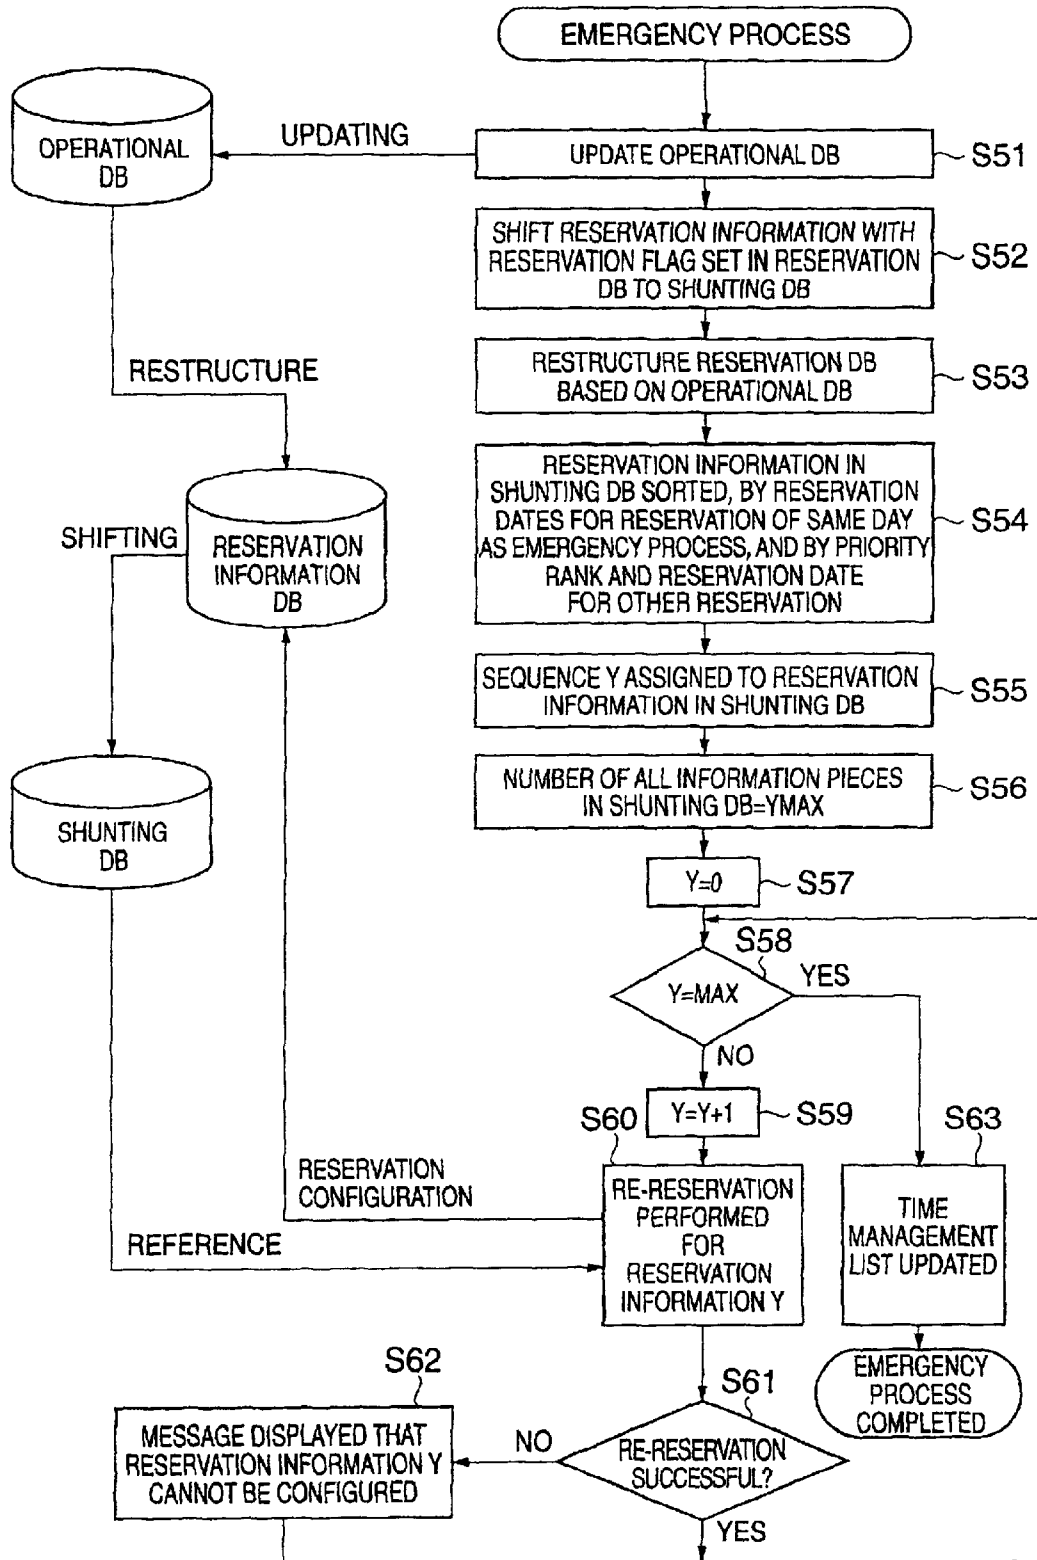 EMERGENCY PROCESS
OPERATIONAL
DB
UPDATING
UPDATE OPERATIONAL DB
S51
SHIFT RESERVATION INFORMATION WITH
RESERVATION FLAG SET IN RESERVATION
DB TO SHUNTING DB
S52
RESTRUCTURE
RESTRUCTURE RESERVATION DB
BASED ON OPERATIONAL DB
S53
RESERVATION INFORMATION IN
SHUNTING DB SORTED, BY RESERVATION
DATES FOR RESERVATION OF SAME DAY
AS EMERGENCY PROCESS, AND BY PRIORITY
RANK AND RESERVATION DATE
FOR OTHER RESERVATION
S54
SHIFTING
RESERVATION
INFORMATION
DB
SEQUENCE Y ASSIGNED TO RESERVATION
INFORMATION IN SHUNTING DB
S55
NUMBER OF ALL INFORMATION PIECES
IN SHUNTING DB=YMAX
S56
SHUNTING
DB
Y=0
S57
S58
Y=MAX
YES
NO
Y=Y+1
S59
S60
S63
RESERVATION
CONFIGURATION
RE-RESERVATION
PERFORMED
FOR
RESERVATION
INFORMATION Y
TIME
MANAGEMENT
LIST UPDATED
REFERENCE
EMERGENCY
PROCESS
COMPLETED
S62
S61
MESSAGE DISPLAYED THAT
RESERVATION INFORMATION Y
CANNOT BE CONFIGURED
NO
RE-RESERVATION
SUCCESSFUL?
YES